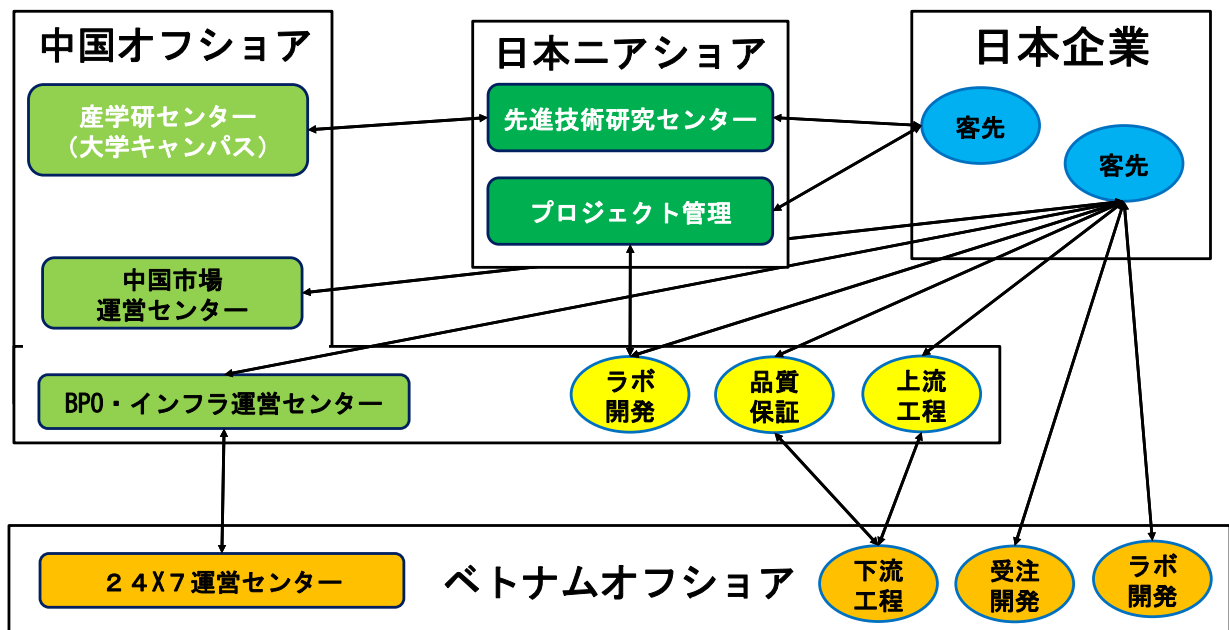 中国オフショア
産学研センター
（大学キャンパス）
中国市場
運営センター
BPO・インフラ運営センター
日本ニアショア
先進技術研究センター
プロジェクト管理
日本企業
客先
客先
ラボ
開発
品質
保証
上流
工程
２４X７運営センター
ベトナムオフショア
下流
工程
受注
開発
ラボ
開発